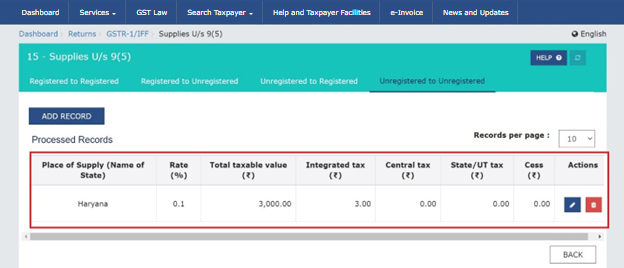 Dashboard Services GST Law Search Taxpayer Help and Taxpayer Facilities e-Invoice News and Updates
Dashboard › Returns › GSTR-1/IFF › Supplies U/s 9(5) English
15 - Supplies U/s 9(5) HELP ?
Registered to Registered Registered to Unregistered Unregistered to Registered Unregistered to Unregistered
ADD RECORD
Processed Records Records per page : 10
Place of Supply (Name of State) Rate (%) Total taxable value (₹) Integrated tax (₹) Central tax (₹) State/UT tax (₹) Cess (₹) Actions
Haryana 0.1 3,000.00 3.00 0.00 0.00 0.00
BACK